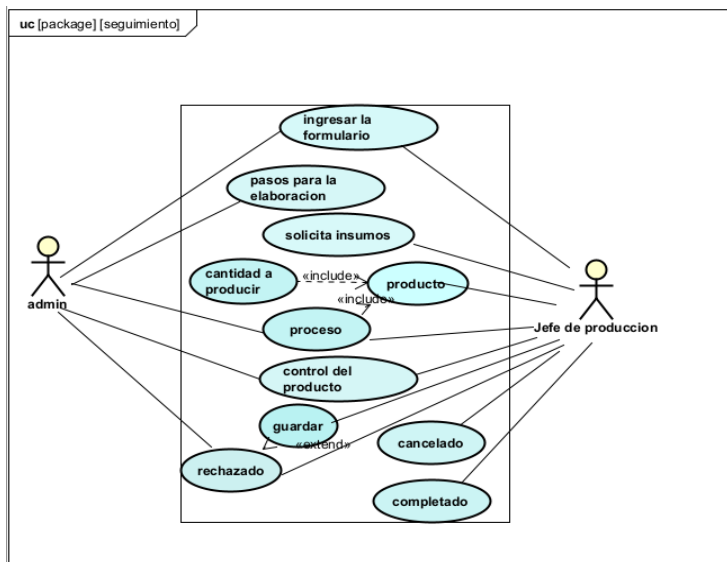 uc [package] [seguimiento]
ingresar la
formulario
pasos para la
elaboracion
solicita insumos
cantidad a
producir
«include»
producto
«include»
proceso
admin
Jefe de produccion
control del
producto
guardar
«extend»
cancelado
rechazado
completado